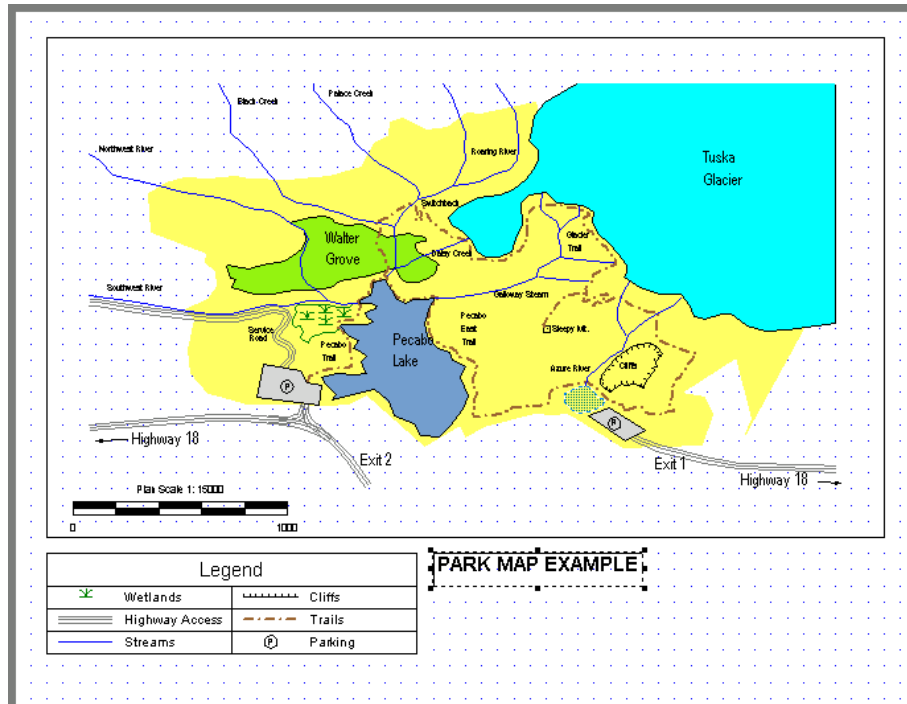 Palace Creek
Black Creek
Northwest River
Roaring River
Tuska
Glacier
Switchback
Walter
Grove
Glacier
Trail
Daisy Creek
Southwest River
Galloway Stream
Service
Road
Pecabo
Trail
Pecabo
Lake
Pecabo
East
Trail
Sleepy Mt.
Azure River
Cliffs
P
P
Highway 18
Exit 2
Exit 1
Highway 18
Plan Scale 1: 15000
0 1000
PARK MAP EXAMPLE
Legend
Wetlands
Cliffs
Highway Access
Trails
Streams
P Parking